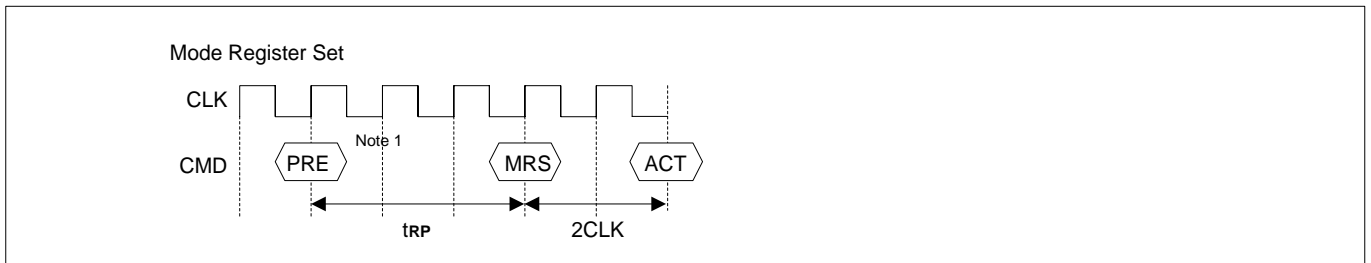 Mode Register Set
CLK
Note 1
CMD PRE MRS ACT
tRP 2CLK